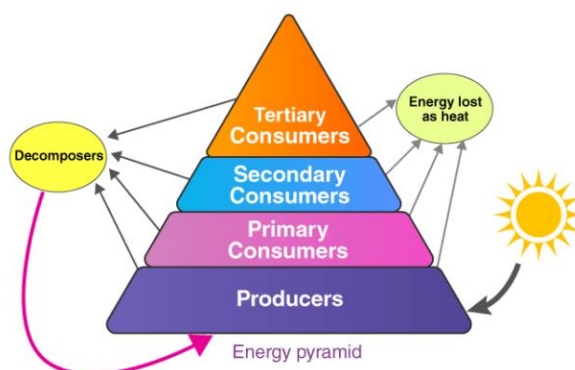 Tertiary
Consumers
Energy lost
as heat
Decomposers
Secondary
Consumers
Primary
Consumers
Producers
Energy pyramid